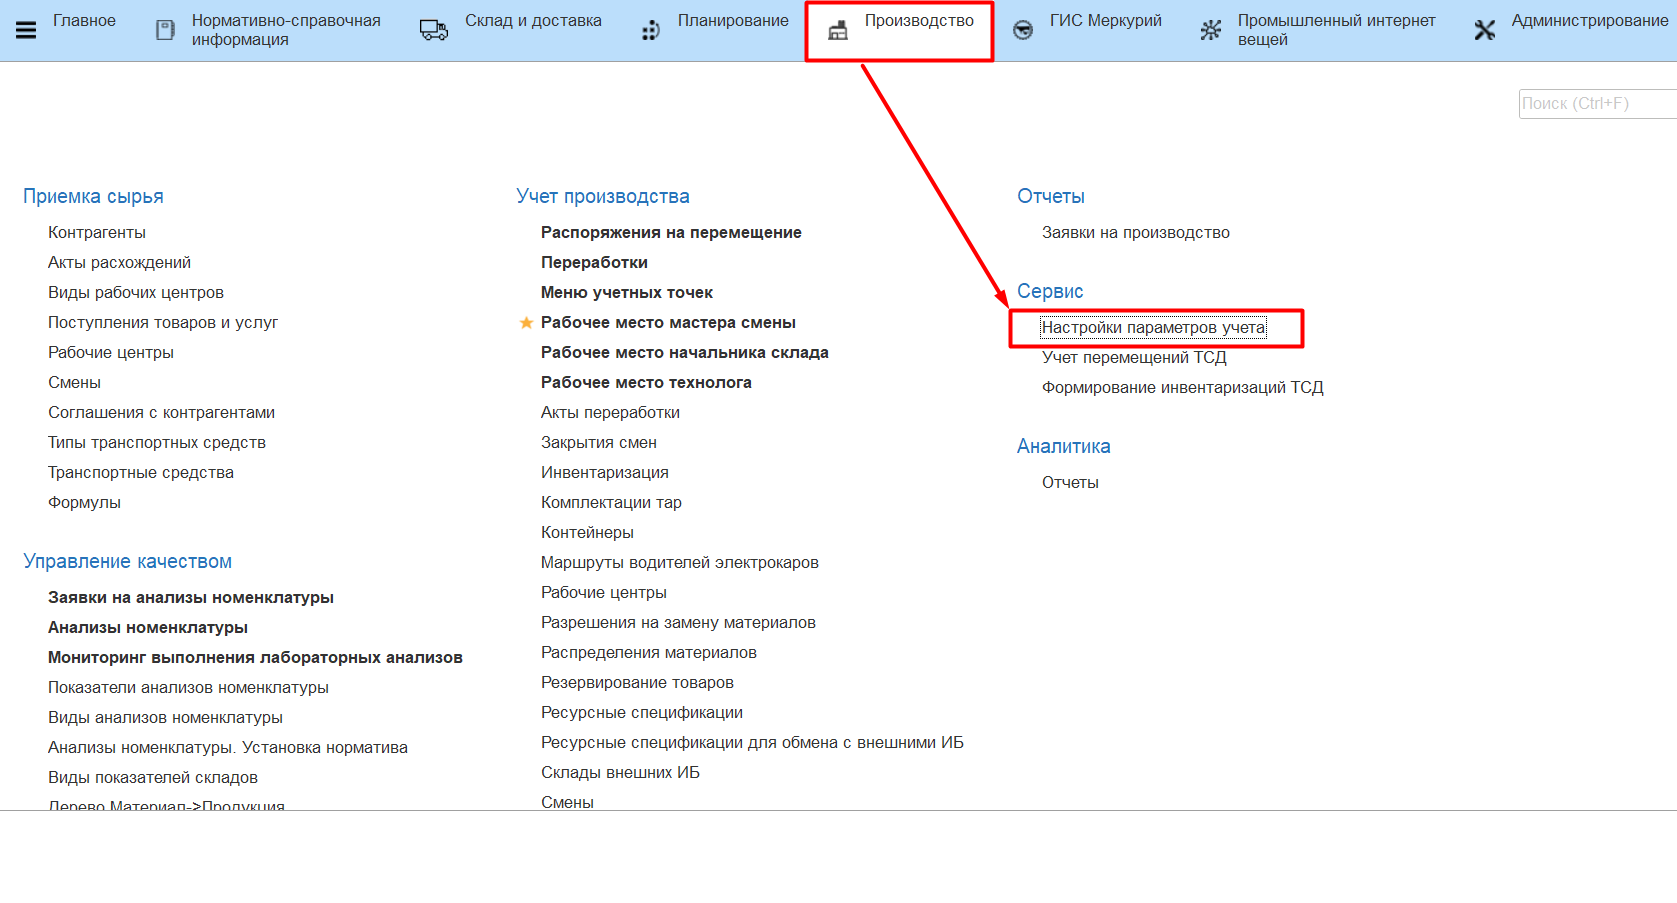 Главное
Нормативно-справочная
информация
Склад и доставка
Планирование
Производство
ГИС Меркурий
Промышленный интернет
вещей
Администрирование
Поиск (Ctrl+F)
Приемка сырья
Контрагенты
Акты расхождений
Виды рабочих центров
Поступления товаров и услуг
Рабочие центры
Смены
Соглашения с контрагентами
Типы транспортных средств
Транспортные средства
Формулы
Управление качеством
Заявки на анализы номенклатуры
Анализы номенклатуры
Мониторинг выполнения лабораторных анализов
Показатели анализов номенклатуры
Виды анализов номенклатуры
Анализы номенклатуры. Установка норматива
Виды показателей складов
Дерево Материал->Продукция
Учет производства
Распоряжения на перемещение
Переработки
Меню учетных точек
Рабочее место мастера смены
Рабочее место начальника склада
Рабочее место технолога
Акты переработки
Закрытия смен
Инвентаризация
Комплектации тар
Контейнеры
Маршруты водителей электрокаров
Рабочие центры
Разрешения на замену материалов
Распределения материалов
Резервирование товаров
Ресурсные спецификации
Ресурсные спецификации для обмена с внешними ИБ
Склады внешних ИБ
Смены
Отчеты
Заявки на производство
Сервис
Настройки параметров учета
Учет перемещений ТСД
Формирование инвентаризаций ТСД
Аналитика
Отчеты